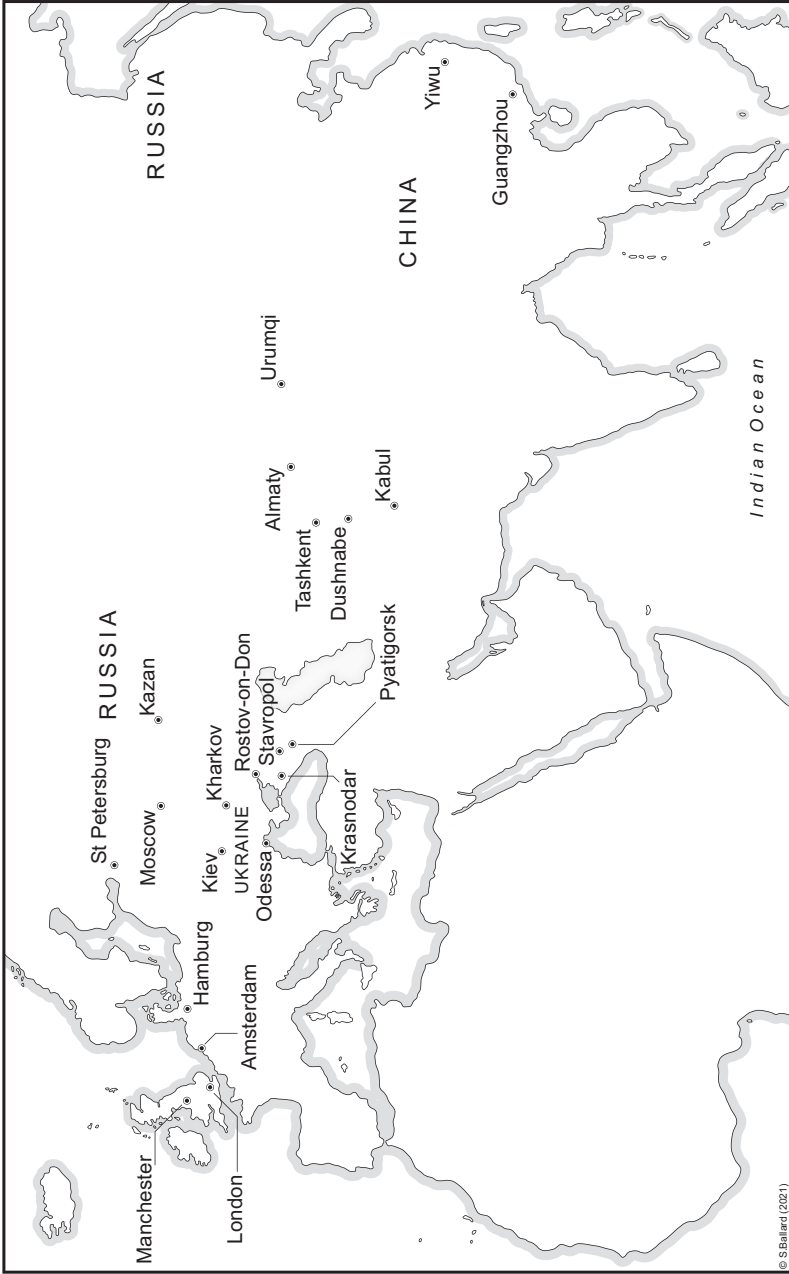 RUSSIA
RUSSIA
CHINA
UKRAINE
St Petersburg
Moscow
Kazan
Kiev
Kharkov
Odessa
Rostov-on-Don
Stavropol
Krasnodar
Pyatigorsk
Hamburg
Amsterdam
Manchester
London
Almaty
Tashkent
Dushnabe
Kabul
Urumqi
Yiwu
Guangzhou
Indian Ocean
© S.Ballard (2021)